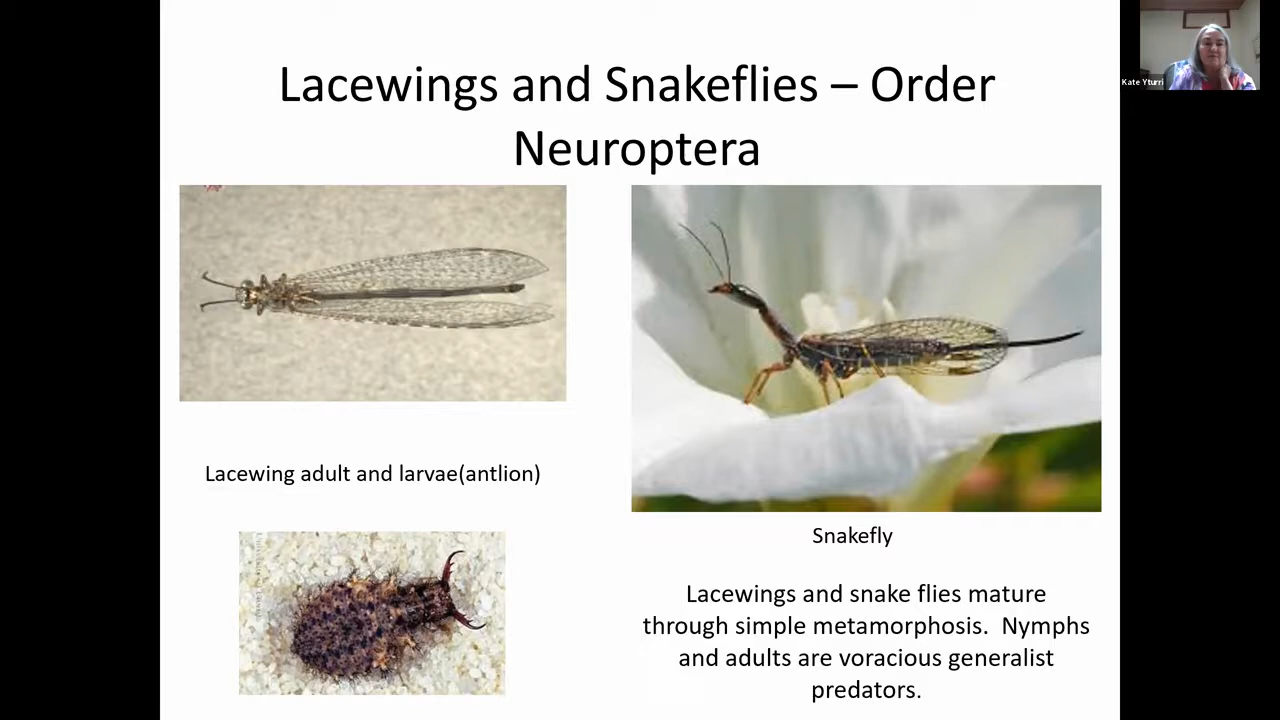 Lacewings and Snakeflies – Order
Neuroptera
Kate Yturri
Lacewing adult and larvae(antlion)
Snakefly
Lacewings and snake flies mature
through simple metamorphosis.  Nymphs
and adults are voracious generalist
predators.